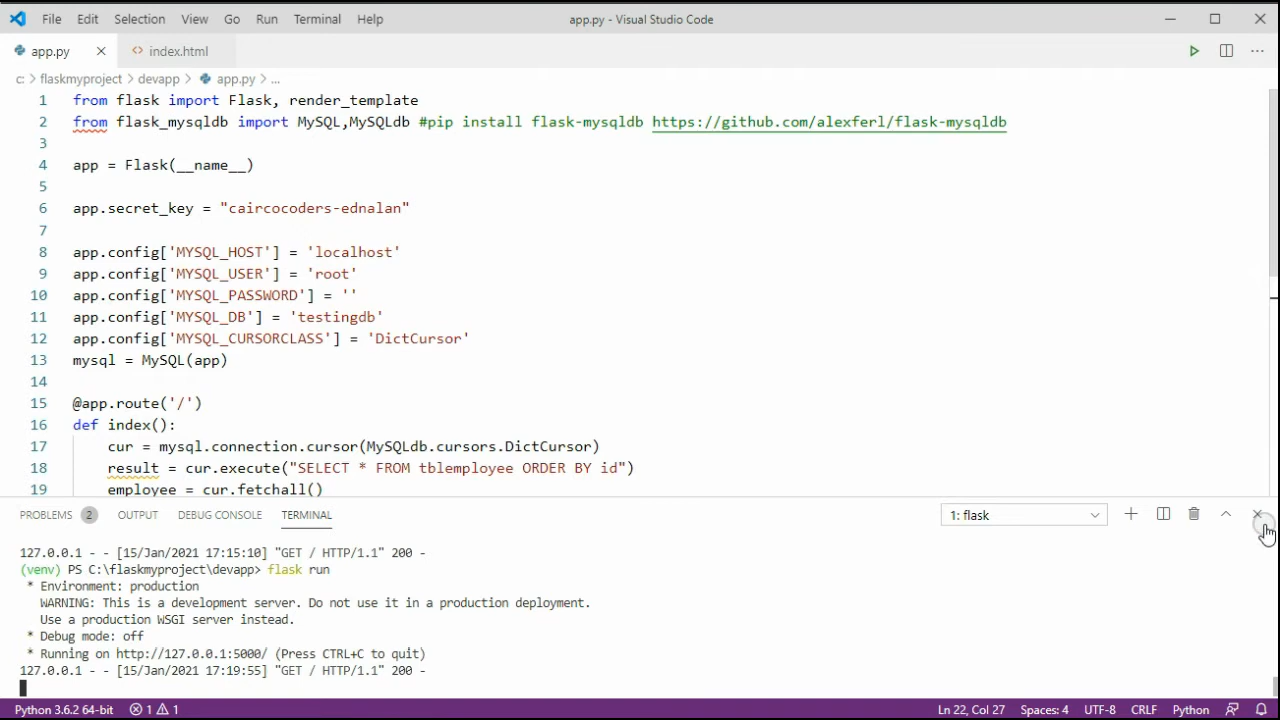 File Edit Selection View Go Run Terminal Help app.py - Visual Studio Code
app.py index.html
c: > flaskmyproject > devapp > app.py > ...
1 from flask import Flask, render_template
2 from flask_mysqldb import MySQL,MySQLdb #pip install flask-mysqldb https://github.com/alexferl/flask-mysqldb
3
4 app = Flask(__name__)
5
6 app.secret_key = "caircocoders-ednalan"
7
8 app.config['MYSQL_HOST'] = 'localhost'
9 app.config['MYSQL_USER'] = 'root'
10 app.config['MYSQL_PASSWORD'] = ''
11 app.config['MYSQL_DB'] = 'testingdb'
12 app.config['MYSQL_CURSORCLASS'] = 'DictCursor'
13 mysql = MySQL(app)
14
15 @app.route('/')
16 def index():
17 cur = mysql.connection.cursor(MySQLdb.cursors.DictCursor)
18 result = cur.execute("SELECT * FROM tblemployee ORDER BY id")
19 employee = cur.fetchall()
PROBLEMS 2 OUTPUT DEBUG CONSOLE TERMINAL 1: flask
127.0.0.1 - - [15/Jan/2021 17:15:10] "GET / HTTP/1.1" 200 -
(venv) PS C:\flaskmyproject\devapp> flask run
* Environment: production
WARNING: This is a development server. Do not use it in a production deployment.
Use a production WSGI server instead.
* Debug mode: off
* Running on http://127.0.0.1:5000/ (Press CTRL+C to quit)
127.0.0.1 - - [15/Jan/2021 17:19:55] "GET / HTTP/1.1" 200 -
Python 3.6.2 64-bit 1 1 Ln 22, Col 27 Spaces: 4 UTF-8 CRLF Python